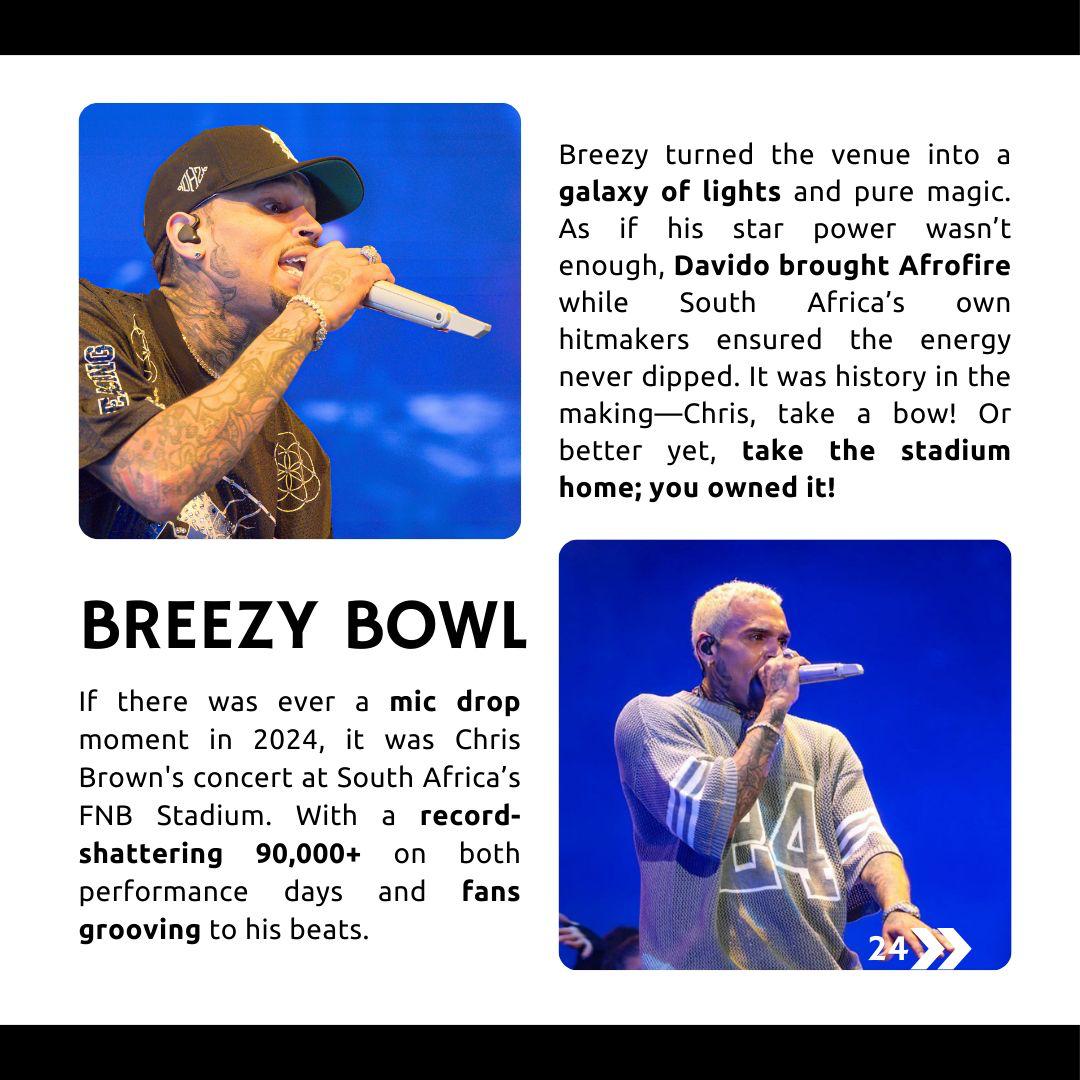 BREEZY BOWL
If there was ever a mic drop
moment in 2024, it was Chris
Brown's concert at South Africa’s
FNB Stadium. With a record-
shattering 90,000+ on both
performance days and fans
grooving to his beats.
Breezy turned the venue into a
galaxy of lights and pure magic.
As if his star power wasn’t
enough, Davido brought Afrofire
while South Africa’s own
hitmakers ensured the energy
never dipped. It was history in the
making—Chris, take a bow! Or
better yet, take the stadium
home; you owned it!
24
24